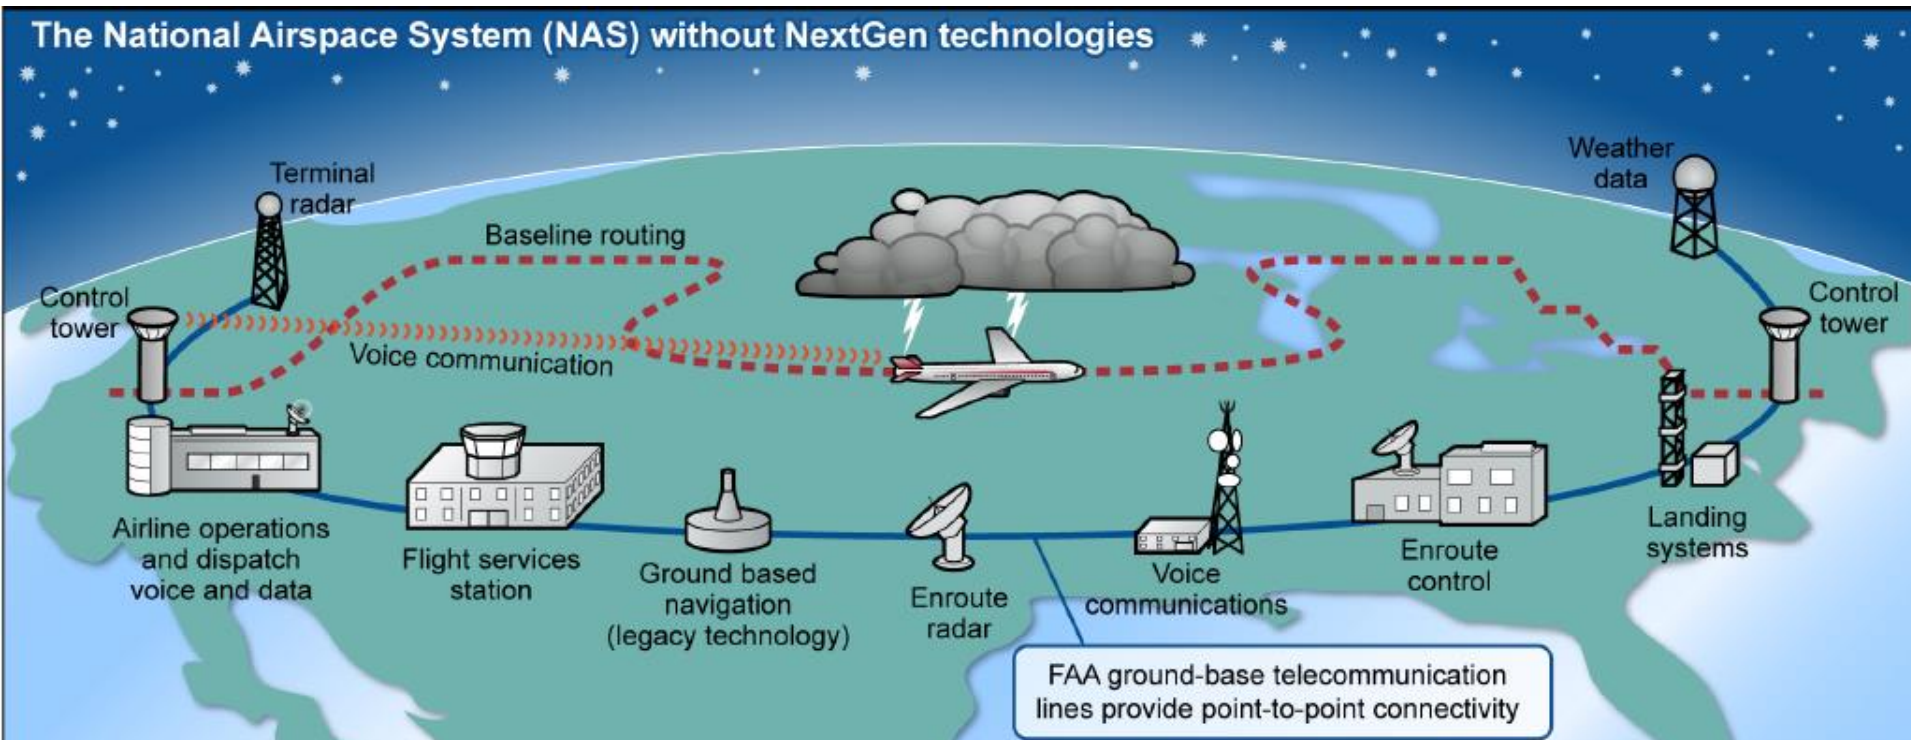 The National Airspace System (NAS) without NextGen technologies
Terminal
radar
Weather
data
Baseline routing
Control
tower
Control
tower
Voice communication
Airline operations
and dispatch
voice and data
Flight services
station
Ground based
navigation
(legacy technology)
Enroute
radar
Voice
communications
Enroute
control
Landing
systems
FAA ground-base telecommunication
lines provide point-to-point connectivity